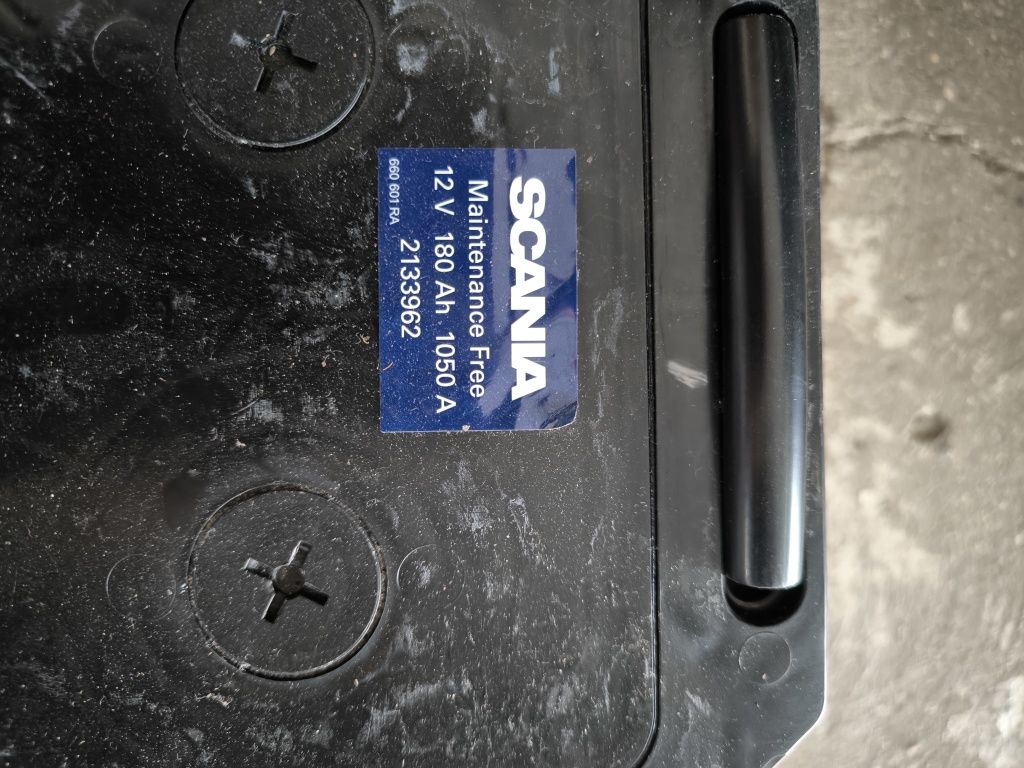 SCANIA
Maintenance Free
12 V 180 Ah 1050 A
2133962
660 601 RA